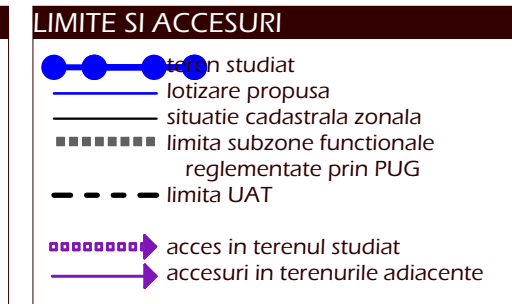 LIMITE SI ACCESURI
teren studiat
lotizare propusa
situatie cadastrala zonala
limita subzone functionale
reglementate prin PUG
limita UAT
acces in terenul studiat
accesuri in terenurile adiacente